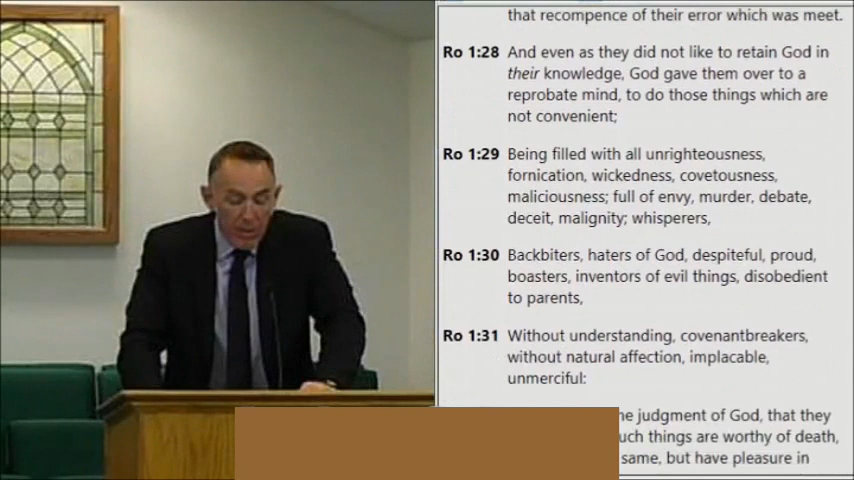 that recompence of their error which was meet.
Ro 1:28 And even as they did not like to retain God in
their knowledge, God gave them over to a
reprobate mind, to do those things which are
not convenient;
Ro 1:29 Being filled with all unrighteousness,
fornication, wickedness, covetousness,
maliciousness; full of envy, murder, debate,
deceit, malignity; whisperers,
Ro 1:30 Backbiters, haters of God, despiteful, proud,
boasters, inventors of evil things, disobedient
to parents,
Ro 1:31 Without understanding, covenantbreakers,
without natural affection, implacable,
unmerciful:
judgment of God, that they
things are worthy of death,
same, but have pleasure in